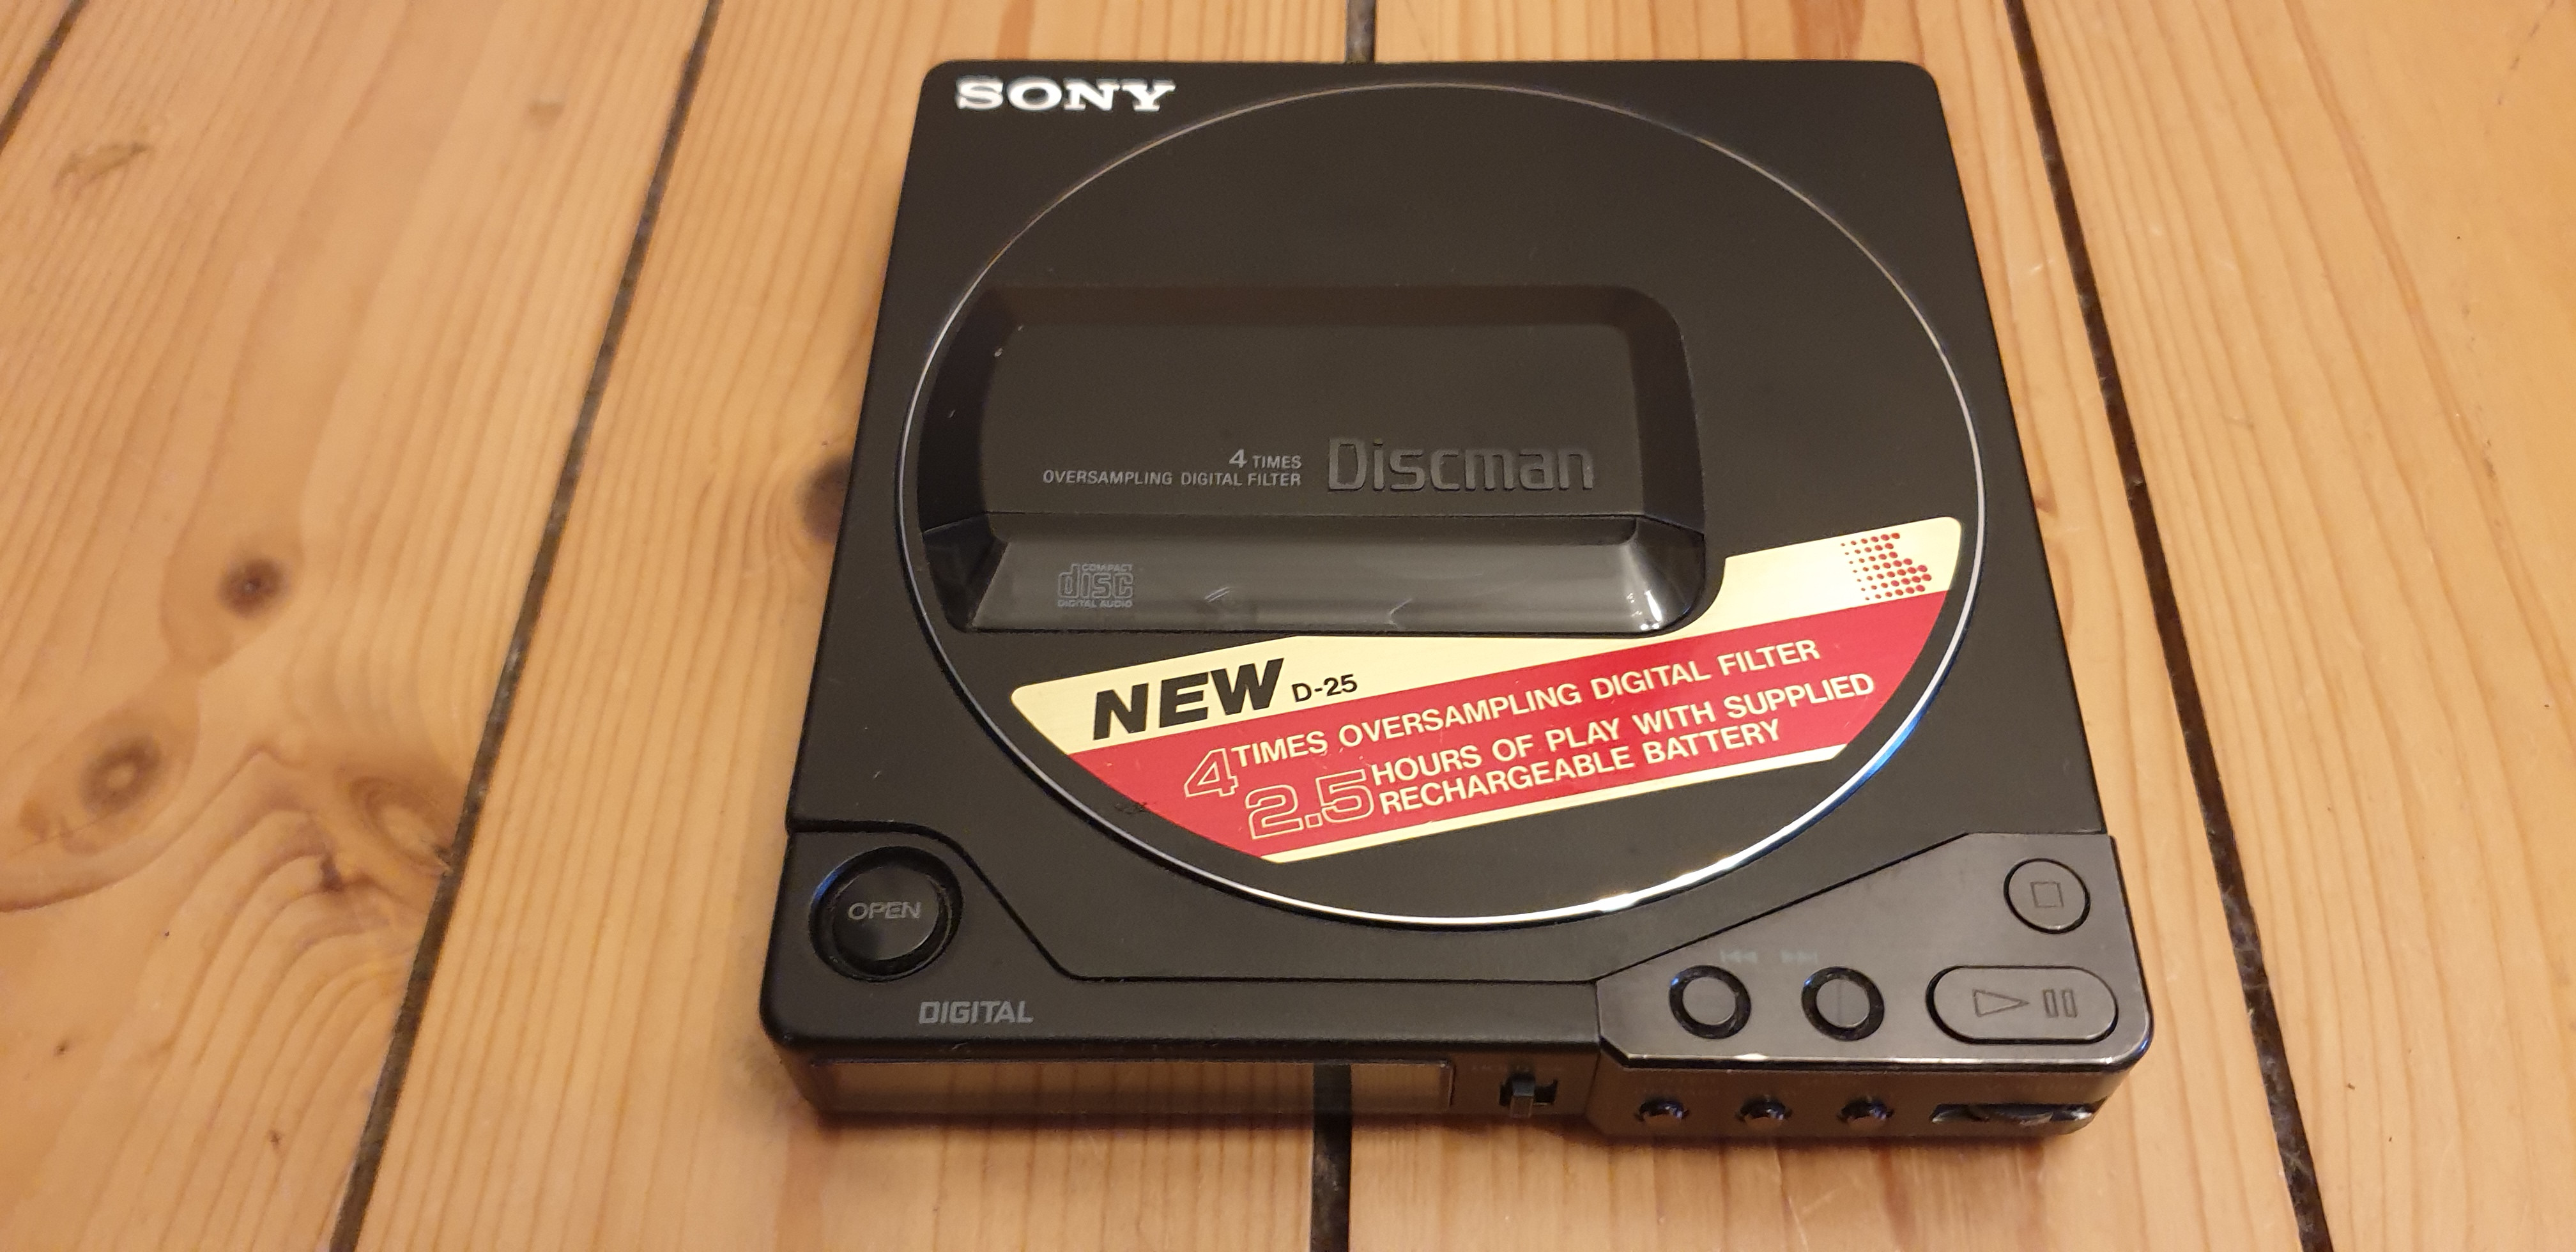 SONY
4 TIMES
OVERSAMPLING DIGITAL FILTER
Discman
COMPACT
disc
DIGITAL AUDIO
NEW D-25
4 TIMES OVERSAMPLING DIGITAL FILTER
2.5 HOURS OF PLAY WITH SUPPLIED
RECHARGEABLE BATTERY
OPEN
DIGITAL